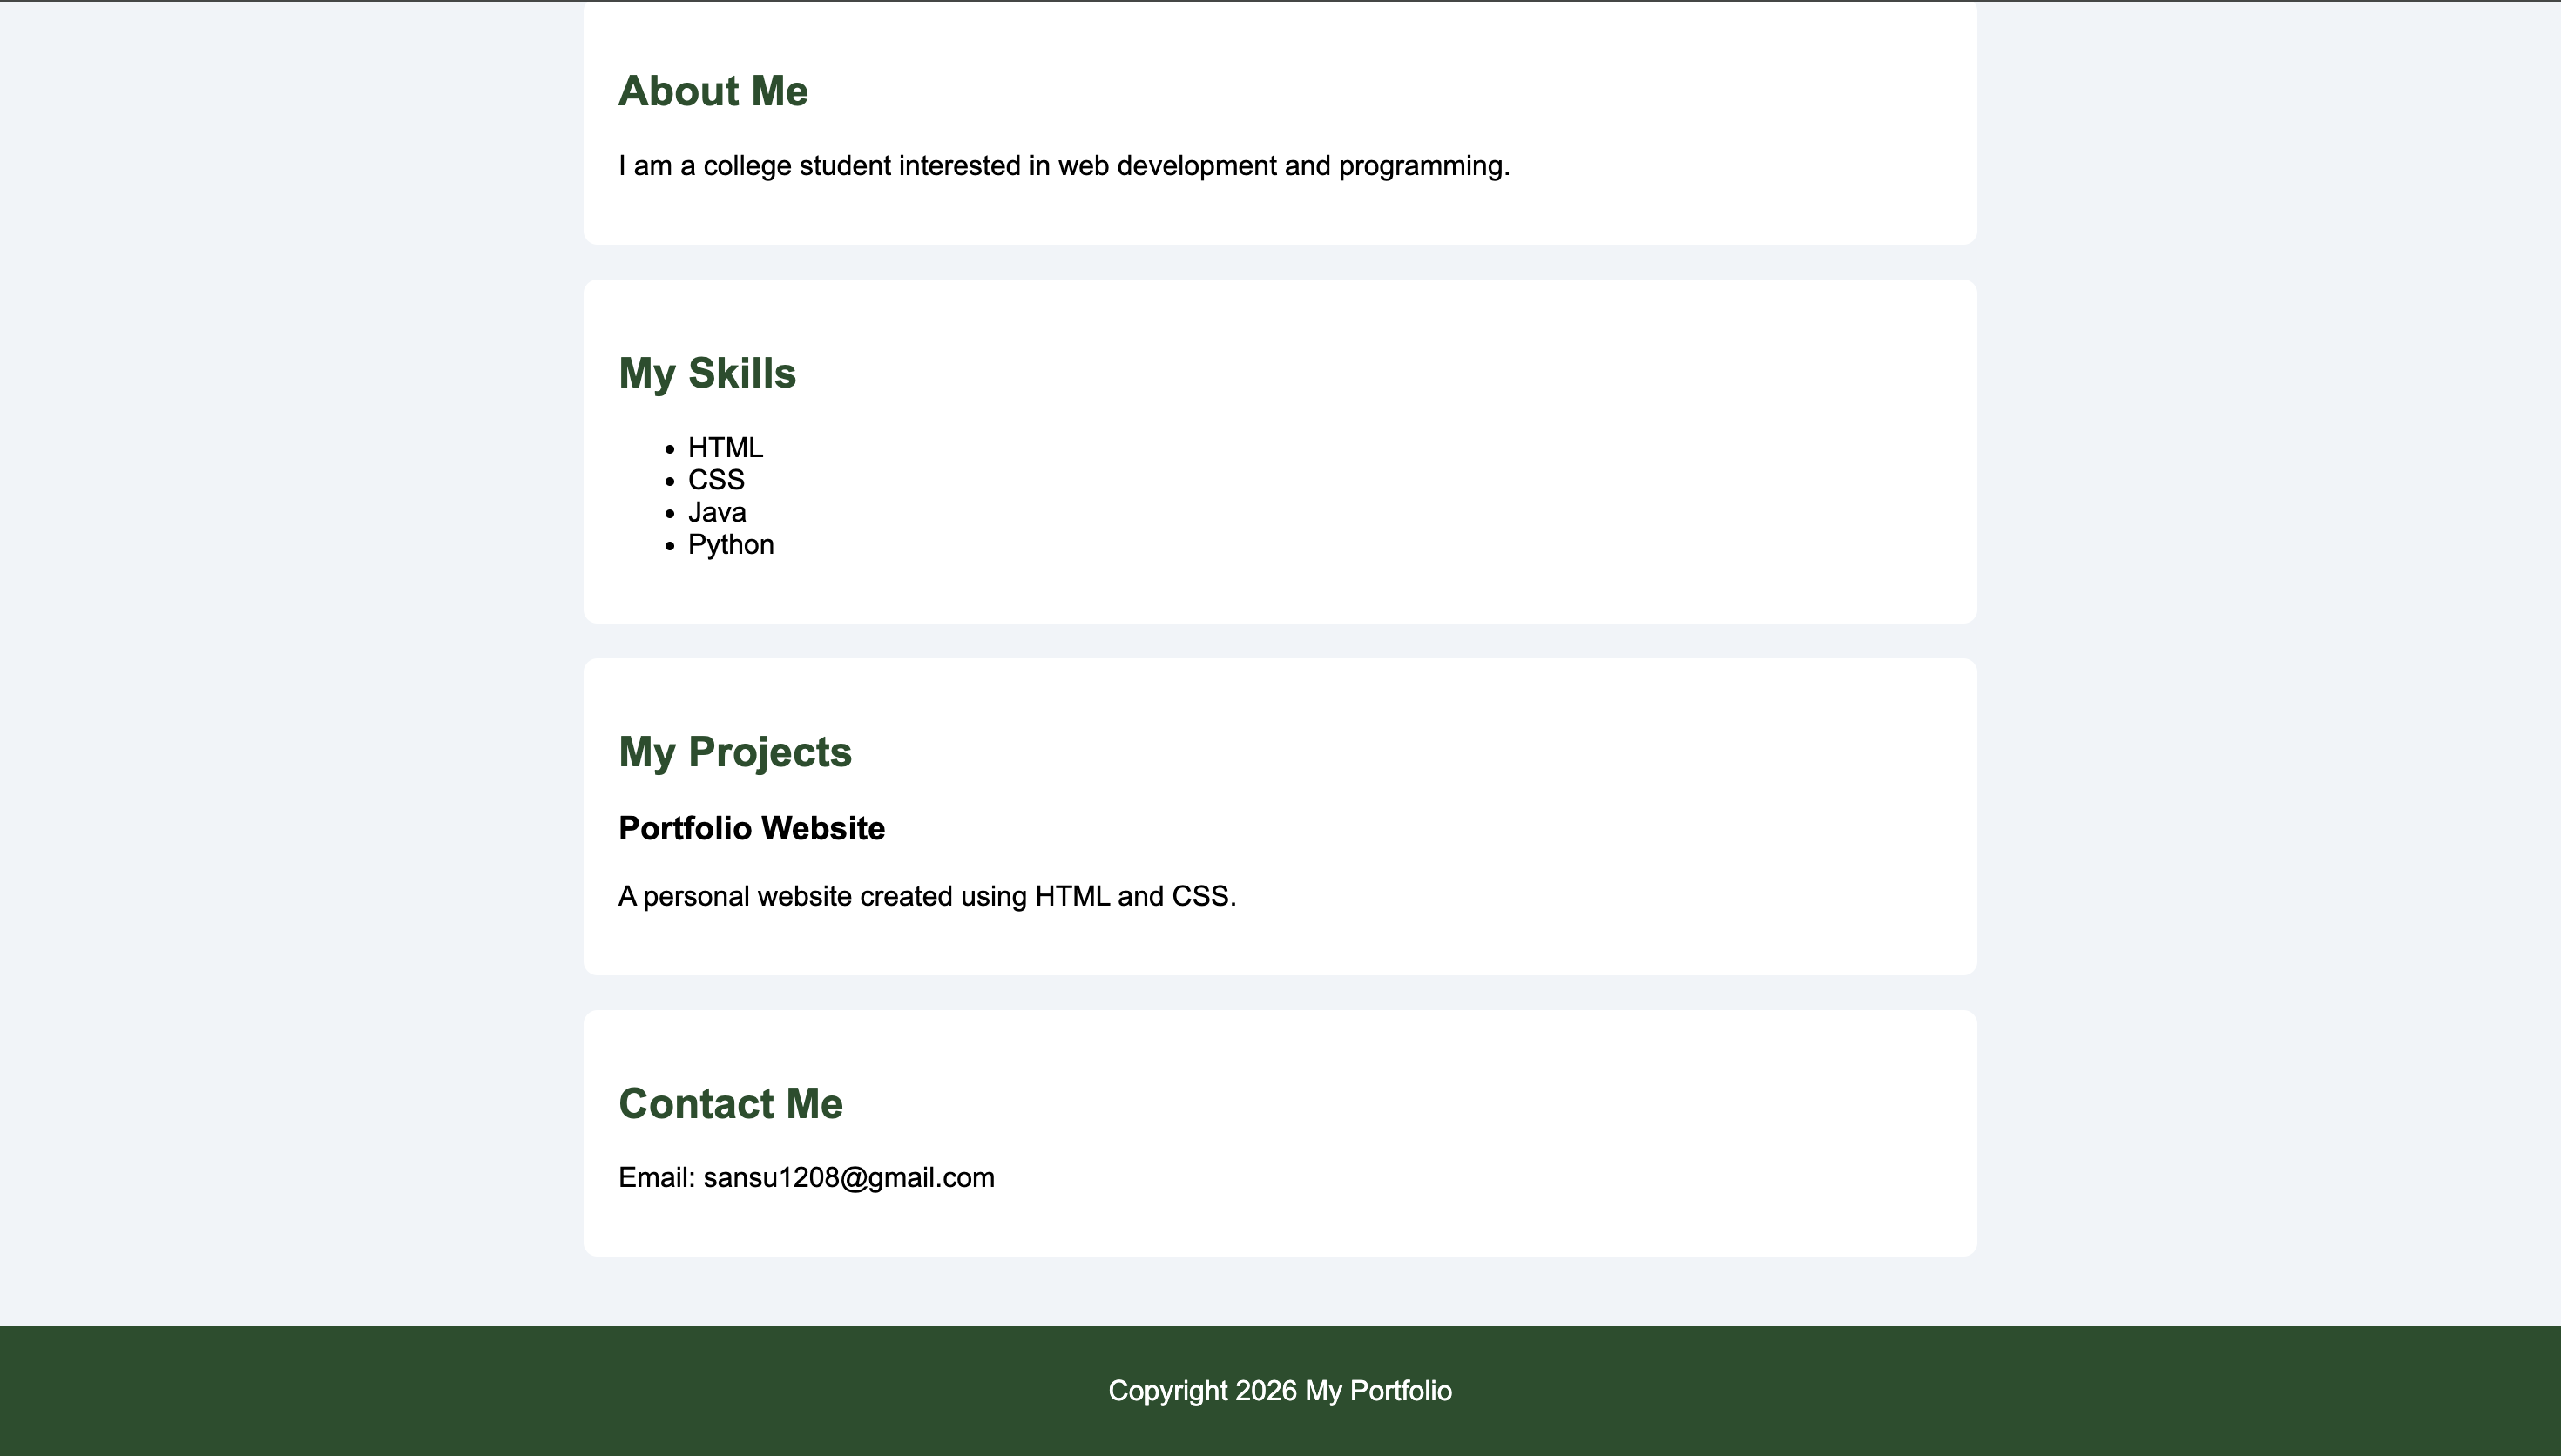 About Me
I am a college student interested in web development and programming.
My Skills
• HTML
• CSS
• Java
• Python
My Projects
Portfolio Website
A personal website created using HTML and CSS.
Contact Me
Email: sansu1208@gmail.com
Copyright 2026 My Portfolio